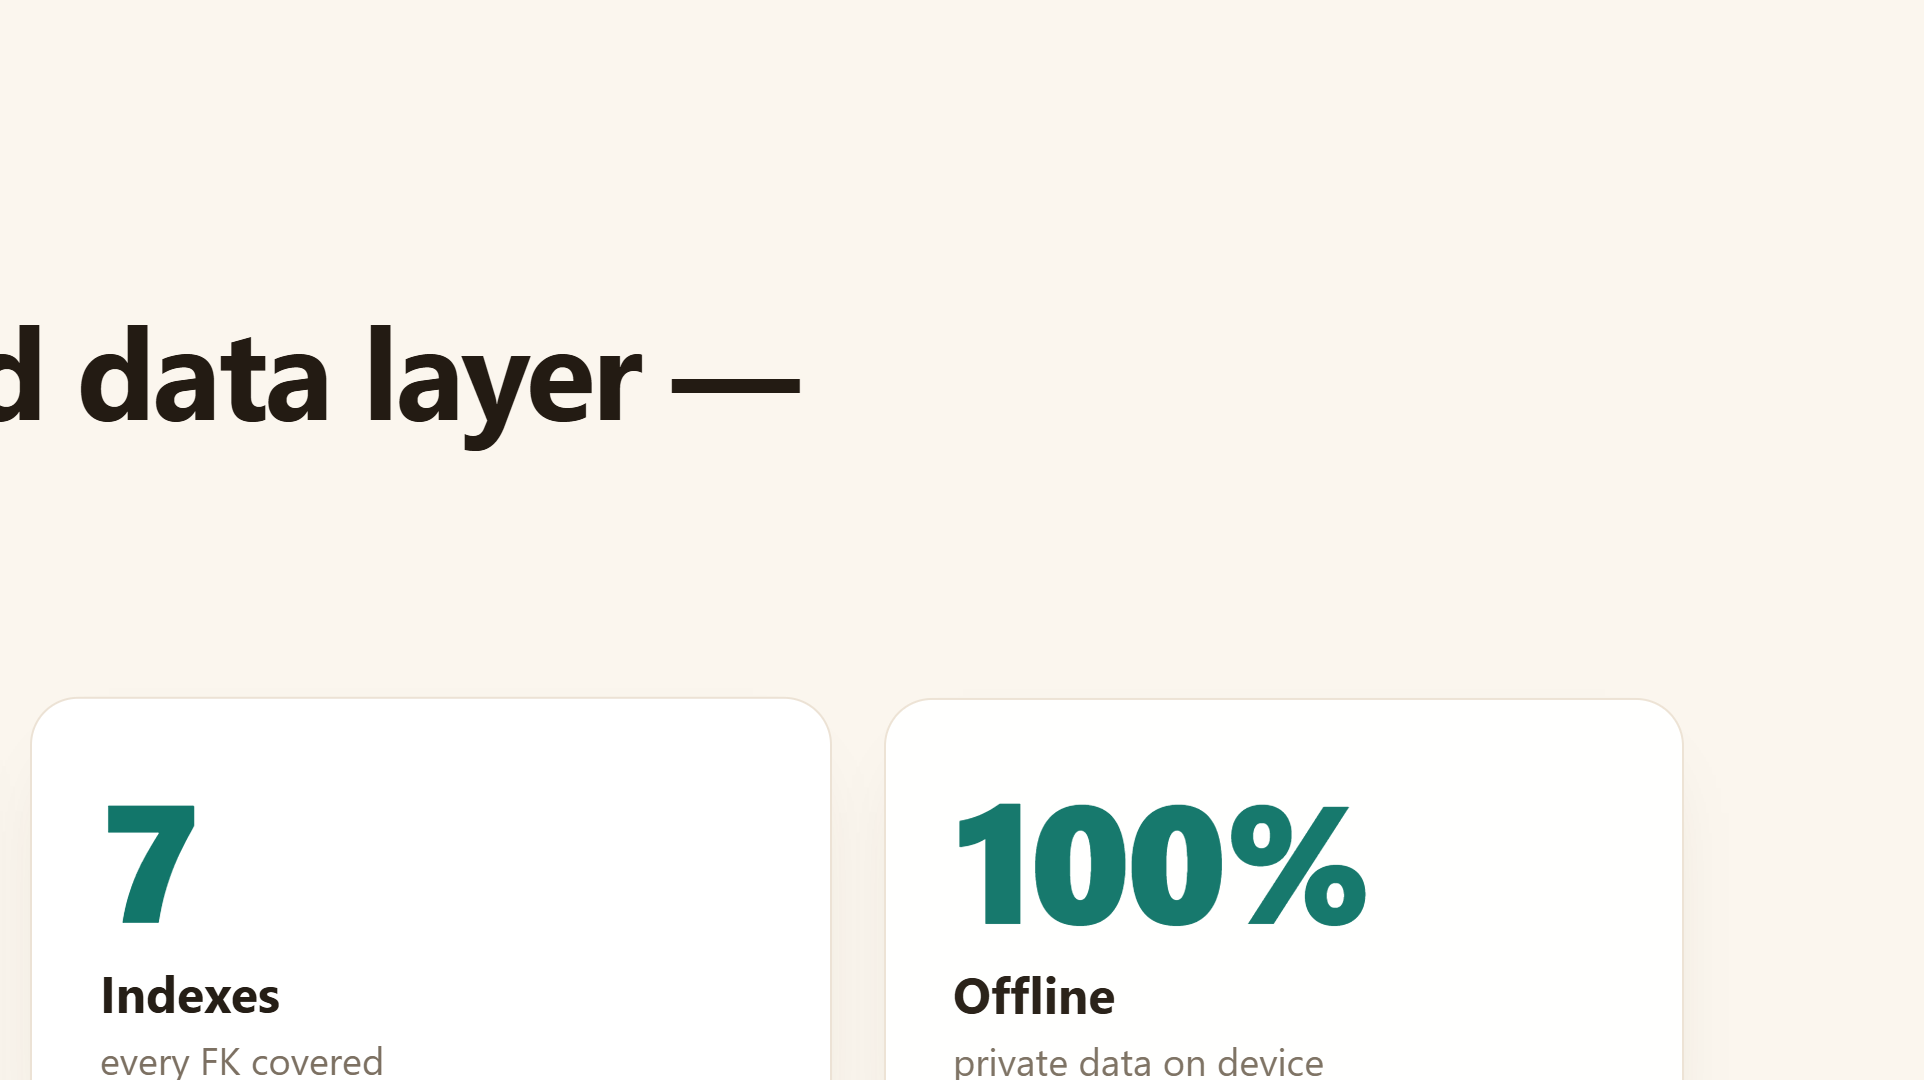 d data layer —
7
Indexes
every FK covered
100%
Offline
private data on device